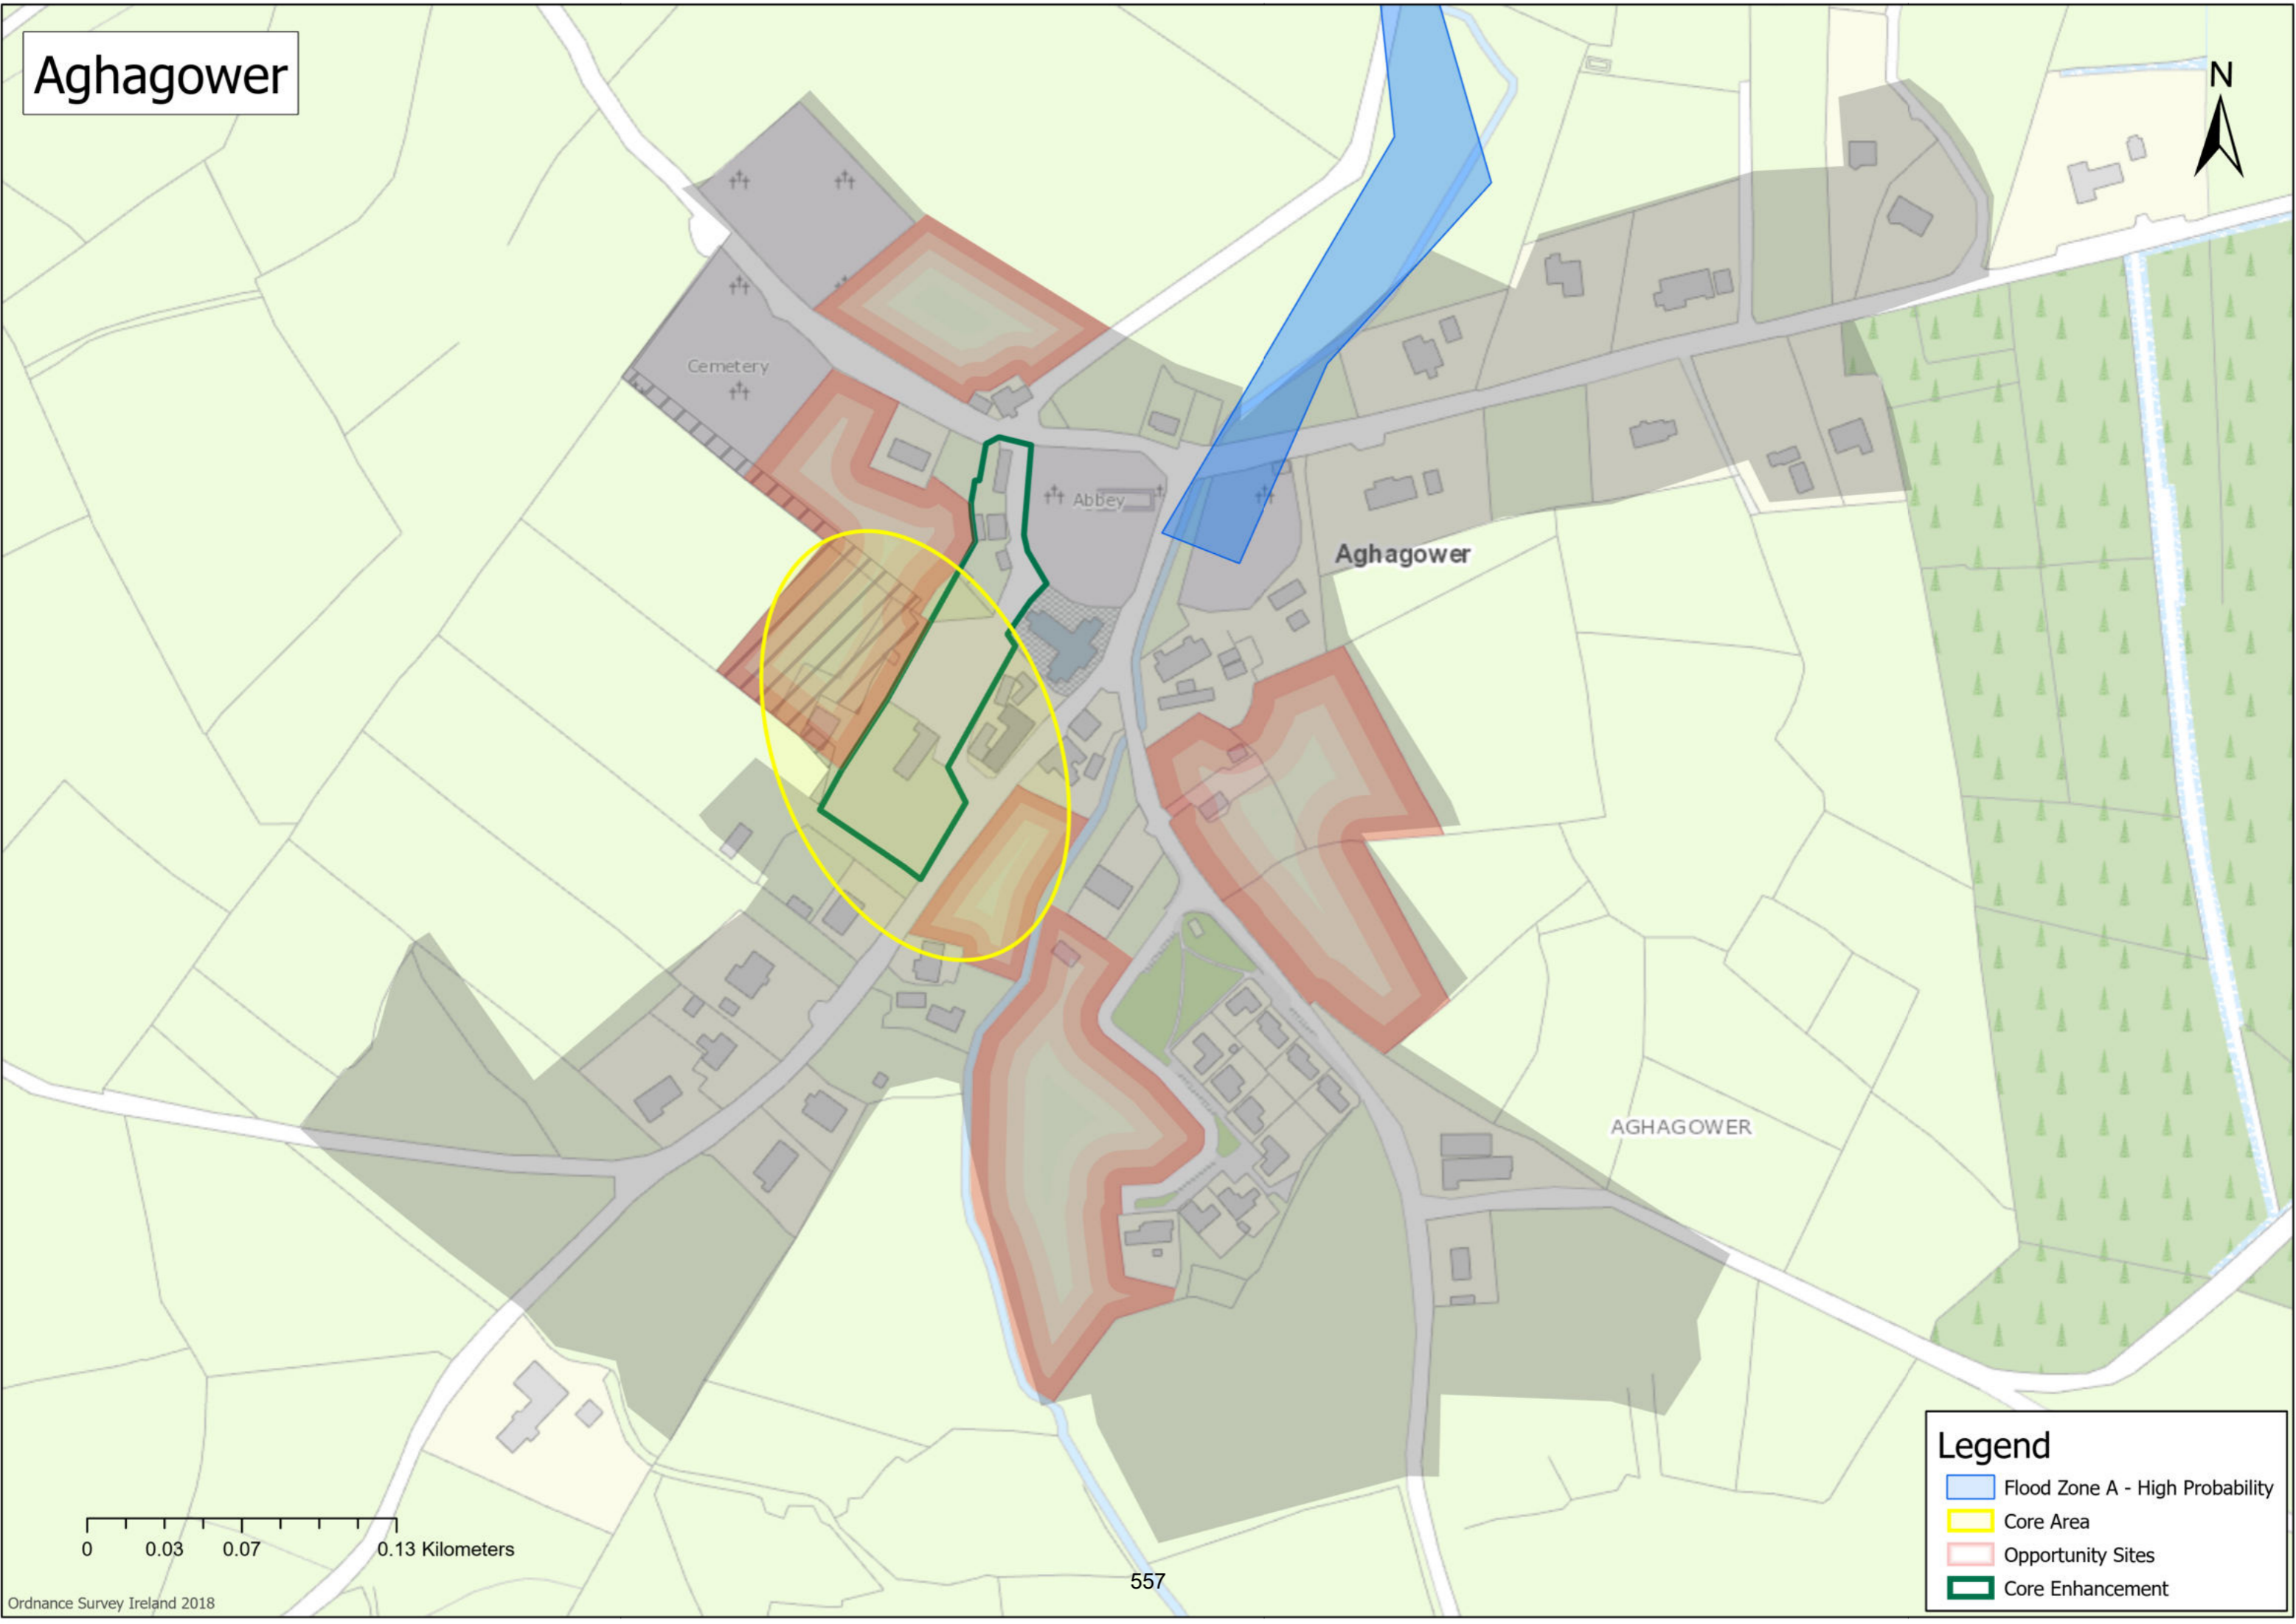 Aghagower
N
Cemetery
Abbey
Aghagower
AGHAGOWER
Legend
Flood Zone A - High Probability
Core Area
Opportunity Sites
Core Enhancement
0 0.03 0.07 0.13 Kilometers
557
Ordnance Survey Ireland 2018